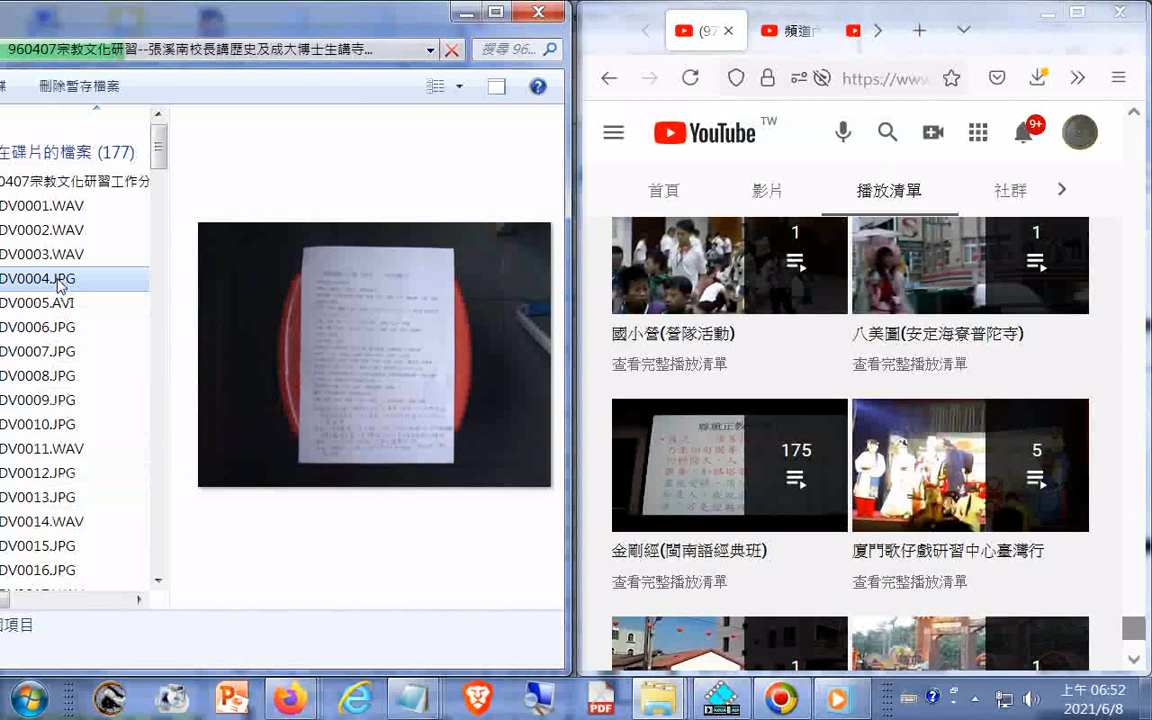 960407宗教文化研習--張溪南校長講歷史及成大博士生講寺...
搜尋 96...
刪除暫存檔案
在碟片的檔案 (177)
0407宗教文化研習工作分
DV0001.WAV
DV0002.WAV
DV0003.WAV
DV0004.JPG
DV0005.AVI
DV0006.JPG
DV0007.JPG
DV0008.JPG
DV0009.JPG
DV0010.JPG
DV0011.WAV
DV0012.JPG
DV0013.JPG
DV0014.WAV
DV0015.JPG
DV0016.JPG
個項目
(97
頻道
https://www.
YouTube TW
9+
首頁 影片 播放清單 社群
1
1
國小營(營隊活動)
八美圖(安定海寮普陀寺)
查看完整播放清單
查看完整播放清單
175
5
金剛經(閩南語經典班)
廈門歌仔戲研習中心臺灣行
查看完整播放清單
查看完整播放清單
1
1
PDF
上午 06:52
2021/6/8